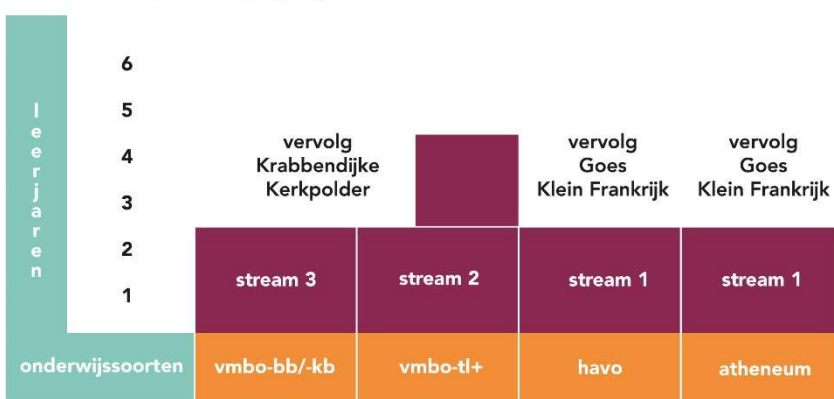 leerjaren
6
5
4
3
2
1
vervolg
Krabbendijke
Kerkpolder
vervolg
Goes
Klein Frankrijk
vervolg
Goes
Klein Frankrijk
stream 3
stream 2
stream 1
stream 1
onderwijssoorten
vmbo-bb/-kb
vmbo-tl+
havo
atheneum